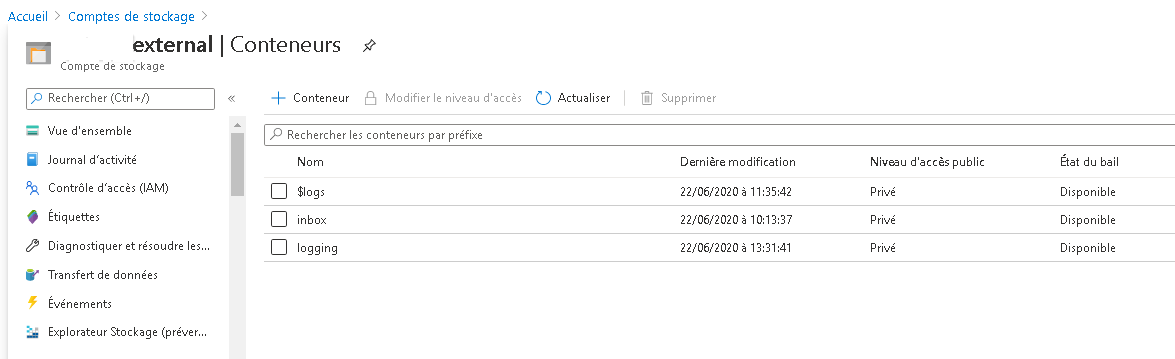 Accueil > Comptes de stockage >
external | Conteneurs
Compte de stockage
Rechercher (Ctrl+/) «
+ Conteneur Modifier le niveau d'accès Actualiser Supprimer
Rechercher les conteneurs par préfixe
Vue d'ensemble
Journal d'activité
Contrôle d'accès (IAM)
Étiquettes
Diagnostiquer et résoudre les...
Transfert de données
Événements
Explorateur Stockage (préver...
Nom Dernière modification Niveau d'accès public État du bail
$logs 22/06/2020 à 11:35:42 Privé Disponible
inbox 22/06/2020 à 10:13:37 Privé Disponible
logging 22/06/2020 à 13:31:41 Privé Disponible